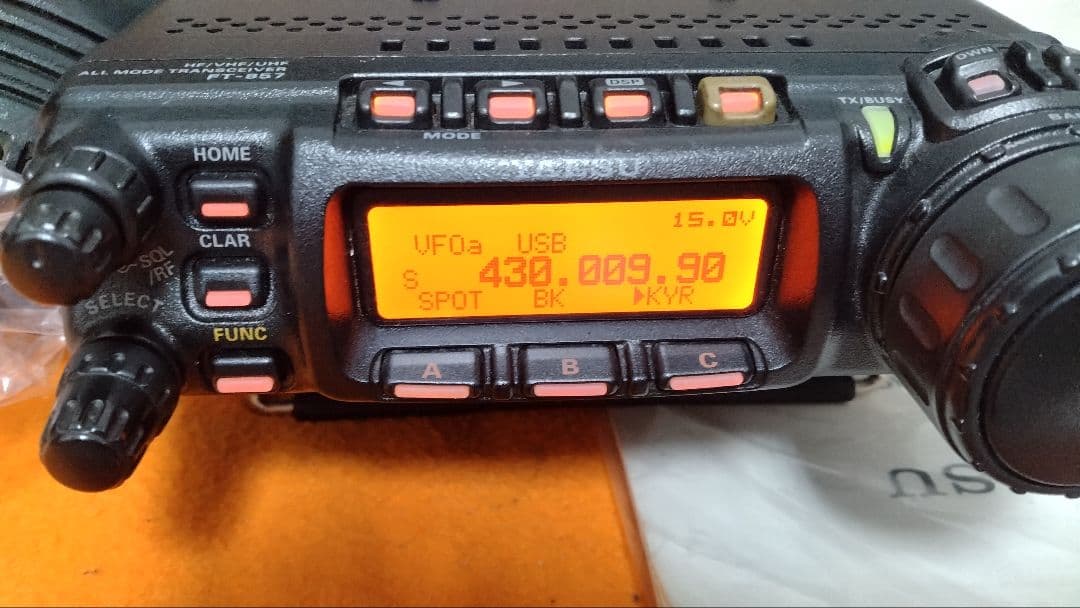 HF/VHF/UHF
ALL MODE TRANSCEIVER
FT-857
◀
▶
DSP
MODE
TX/BUSY
DWN
HOME
CLAR
SQL
/RF
SELECT
FUNC
15.0V
VFOa USB
S 430.009.90
SPOT BK ▶KYR
A B C